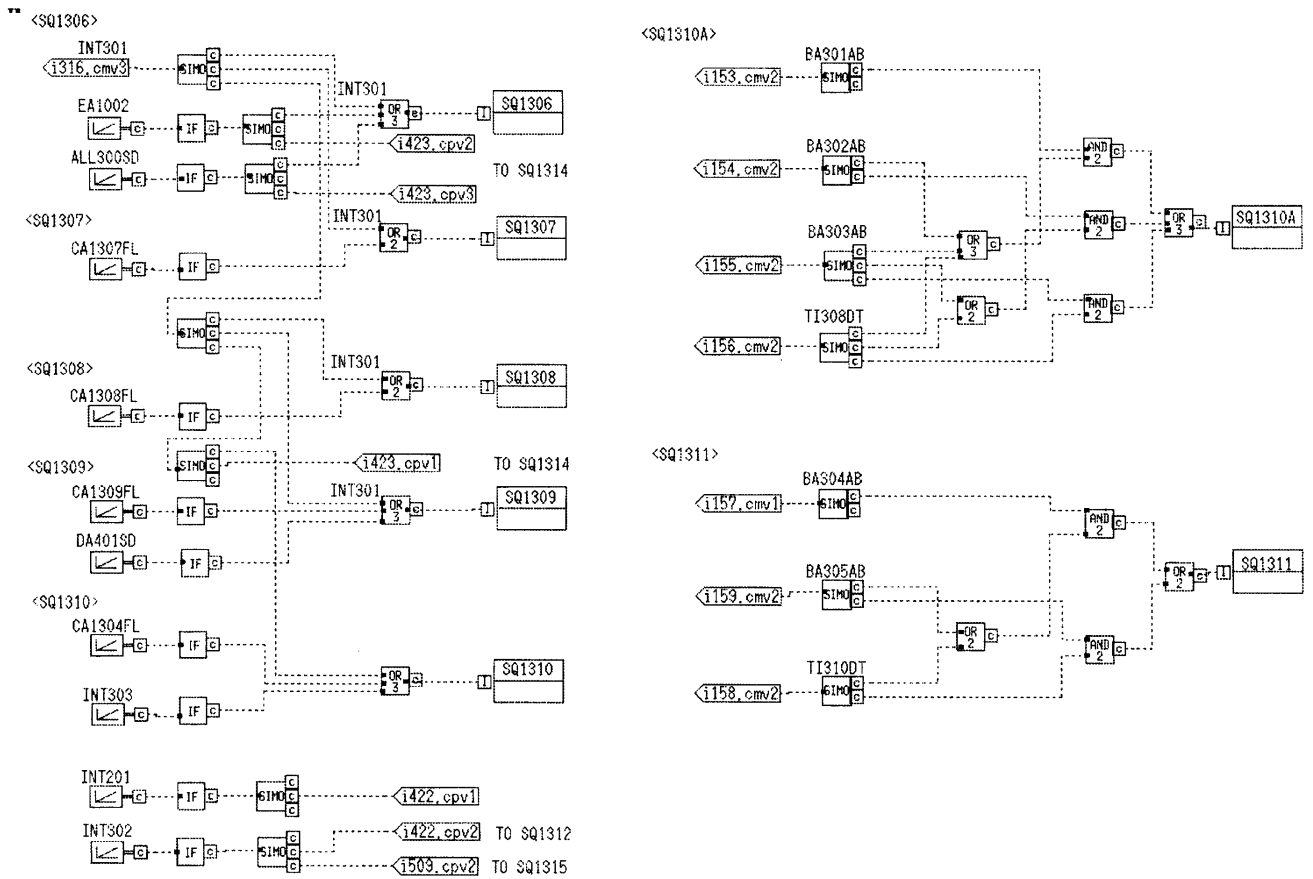 <SQ1306>
INT301
i316.cmv3
SIMO
c
c
c
INT301
OR
3
e
I
SQ1306
EA1002
c
IF
c
SIMO
c
c
c
i423.cpv2
ALL300SD
c
IF
c
SIMO
c
c
c
i423.cpv3
TO SQ1314
<SQ1307>
INT301
OR
2
c
I
SQ1307
CA1307FL
c
IF
c
SIMO
c
c
c
<SQ1308>
INT301
OR
2
c
I
SQ1308
CA1308FL
c
IF
c
SIMO
c
c
c
i423.cpv1
TO SQ1314
<SQ1309>
CA1309FL
c
IF
c
INT301
OR
3
c
I
SQ1309
DA401SD
c
IF
c
<SQ1310>
CA1304FL
c
IF
c
OR
3
c
I
SQ1310
INT303
c
IF
c
INT201
c
IF
c
SIMO
c
c
c
i422.cpv1
INT302
c
IF
c
SIMO
c
c
c
i422.cpv2
TO SQ1312
i509.cpv2
TO SQ1315
<SQ1310A>
BA301AB
i153.cmv2
SIMO
c
c
BA302AB
i154.cmv2
SIMO
c
c
BA303AB
i155.cmv2
SIMO
c
c
c
TI308DT
i156.cmv2
SIMO
c
c
c
OR
3
c
OR
2
c
AND
2
c
AND
2
c
AND
2
c
OR
3
c
I
SQ1310A
<SQ1311>
BA304AB
i157.cmv1
SIMO
c
c
BA305AB
i159.cmv2
SIMO
c
c
TI310DT
i158.cmv2
SIMO
c
c
OR
2
c
AND
2
c
AND
2
c
OR
2
c
I
SQ1311